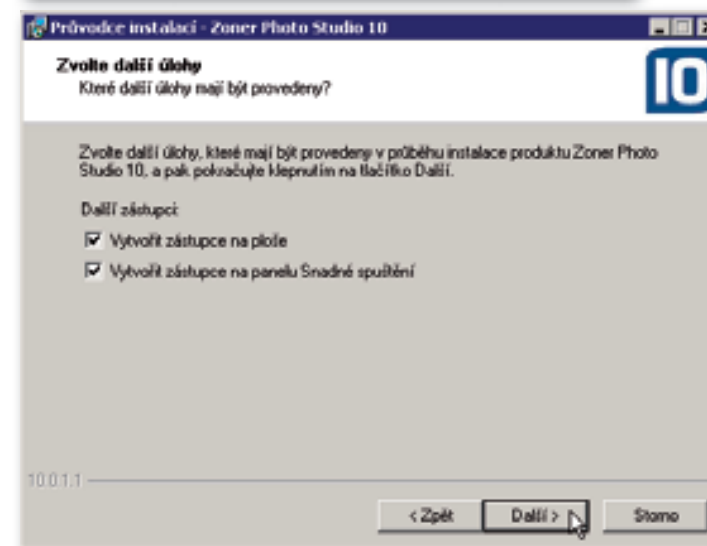 Průvodce instalací - Zoner Photo Studio 10
Zvolte další úlohy
Které další úlohy mají být provedeny?
10
Zvolte další úlohy, které mají být provedeny v průběhu instalace produktu Zoner Photo
Studio 10, a pak pokračujte klepnutím na tlačítko Další.
Další zástupci:
Vytvořit zástupce na ploše
Vytvořit zástupce na panelu Snadné spuštění
10.0.1.1
< Zpět
Další >
Storno